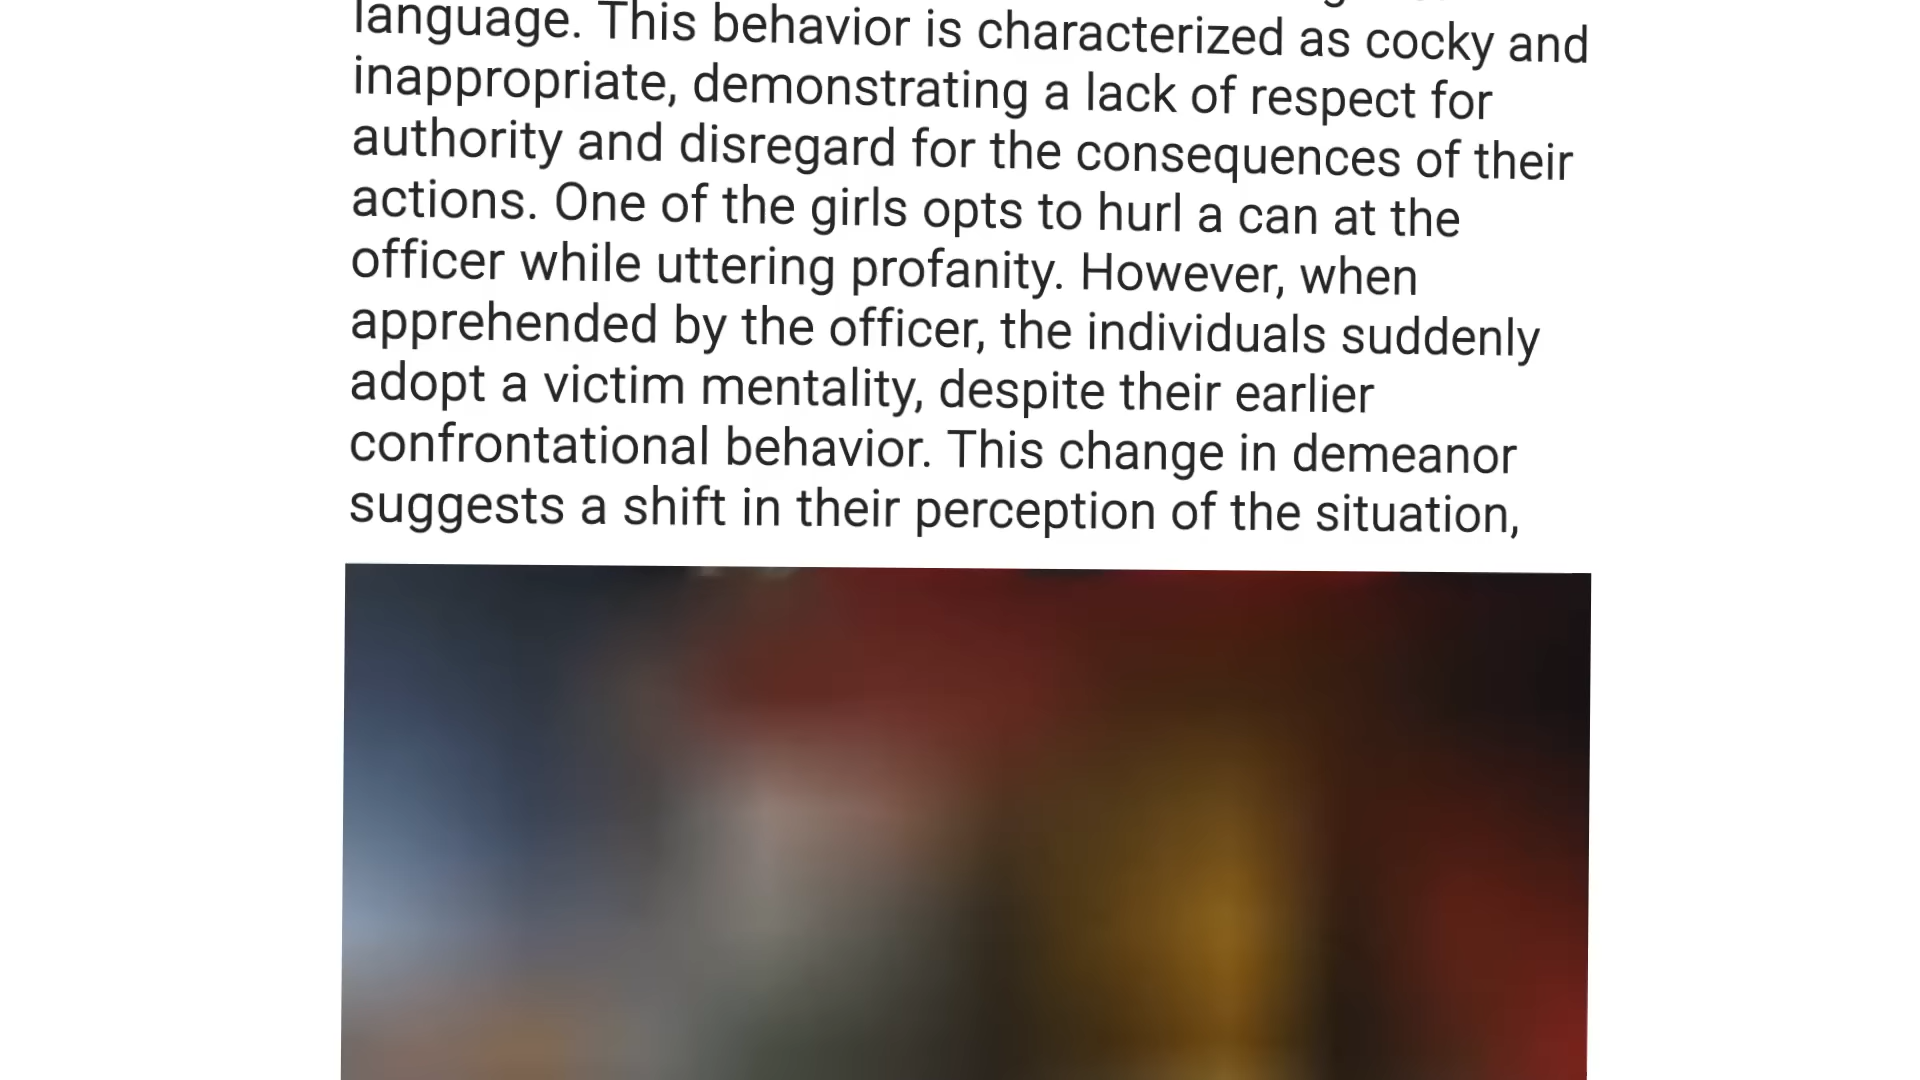 language. This behavior is characterized as cocky and
inappropriate, demonstrating a lack of respect for
authority and disregard for the consequences of their
actions. One of the girls opts to hurl a can at the
officer while uttering profanity. However, when
apprehended by the officer, the individuals suddenly
adopt a victim mentality, despite their earlier
confrontational behavior. This change in demeanor
suggests a shift in their perception of the situation,